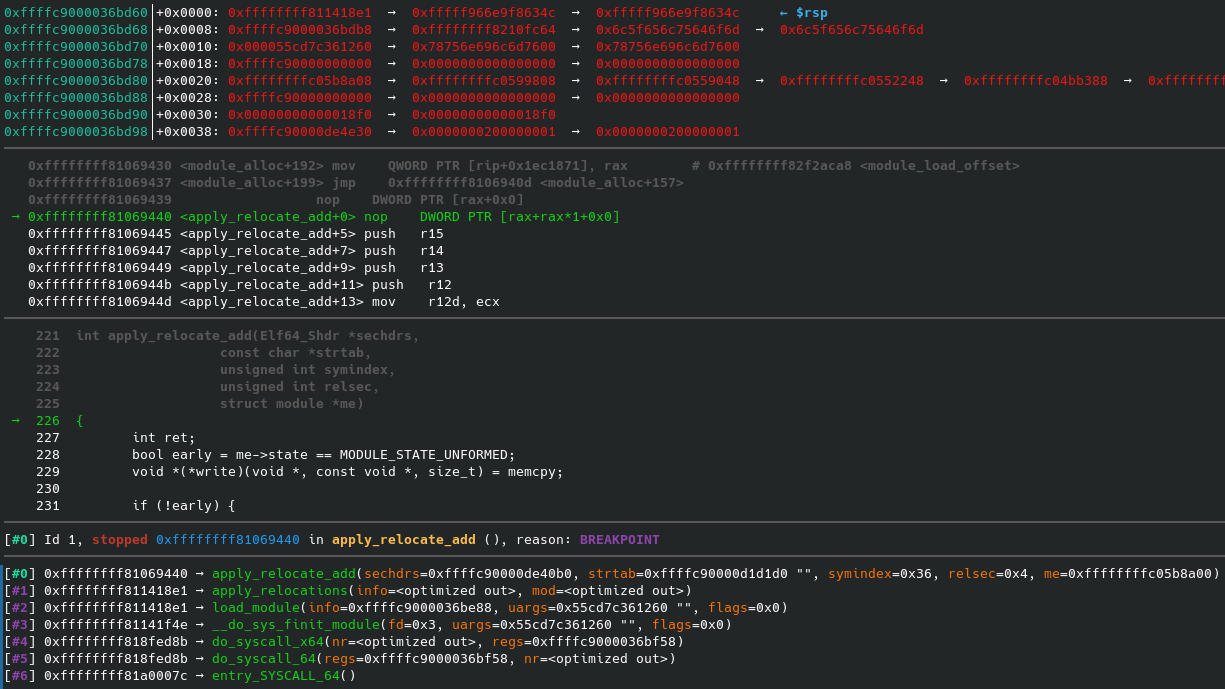 0xffffc9000036bd60│+0x0000: 0xffffffff811418e1 → 0xfffff966e9f8634c → 0xfffff966e9f8634c ← $rsp
0xffffc9000036bd68│+0x0008: 0xffffc9000036bdb8 → 0xffffffff8210fc64 → 0x6c5f656c75646f6d → 0x6c5f656c75646f6d
0xffffc9000036bd70│+0x0010: 0x000055cd7c361260 → 0x78756e696c6d7600 → 0x78756e696c6d7600
0xffffc9000036bd78│+0x0018: 0xffffc90000000000 → 0x0000000000000000 → 0x0000000000000000
0xffffc9000036bd80│+0x0020: 0xffffffffc05b8a08 → 0xffffffffc0599808 → 0xffffffffc0559048 → 0xffffffffc0552248 → 0xffffffffc04bb388 → 0xffffffff
0xffffc9000036bd88│+0x0028: 0xffffc90000000000 → 0x0000000000000000 → 0x0000000000000000
0xffffc9000036bd90│+0x0030: 0x00000000000018f0 → 0x00000000000018f0
0xffffc9000036bd98│+0x0038: 0xffffc90000de4e30 → 0x0000000200000001 → 0x0000000200000001
0xffffffff81069430 <module_alloc+192> mov QWORD PTR [rip+0x1ec1871], rax # 0xffffffff82f2aca8 <module_load_offset>
0xffffffff81069437 <module_alloc+199> jmp 0xffffffff8106940d <module_alloc+157>
0xffffffff81069439 nop DWORD PTR [rax+0x0]
→ 0xffffffff81069440 <apply_relocate_add+0> nop DWORD PTR [rax+rax*1+0x0]
0xffffffff81069445 <apply_relocate_add+5> push r15
0xffffffff81069447 <apply_relocate_add+7> push r14
0xffffffff81069449 <apply_relocate_add+9> push r13
0xffffffff8106944b <apply_relocate_add+11> push r12
0xffffffff8106944d <apply_relocate_add+13> mov r12d, ecx
221 int apply_relocate_add(Elf64_Shdr *sechdrs,
222 const char *strtab,
223 unsigned int symindex,
224 unsigned int relsec,
225 struct module *me)
→ 226 {
227 int ret;
228 bool early = me->state == MODULE_STATE_UNFORMED;
229 void *(*write)(void *, const void *, size_t) = memcpy;
230
231 if (!early) {
[#0] Id 1, stopped 0xffffffff81069440 in apply_relocate_add (), reason: BREAKPOINT
[#0] 0xffffffff81069440 → apply_relocate_add(sechdrs=0xffffc90000de40b0, strtab=0xffffc90000d1d1d0 "", symindex=0x36, relsec=0x4, me=0xffffffffc05b8a00)
[#1] 0xffffffff811418e1 → apply_relocations(info=<optimized out>, mod=<optimized out>)
[#2] 0xffffffff811418e1 → load_module(info=0xffffc9000036be88, uargs=0x55cd7c361260 "", flags=0x0)
[#3] 0xffffffff81141f4e → __do_sys_finit_module(fd=0x3, uargs=0x55cd7c361260 "", flags=0x0)
[#4] 0xffffffff818fed8b → do_syscall_x64(nr=<optimized out>, regs=0xffffc9000036bf58)
[#5] 0xffffffff818fed8b → do_syscall_64(regs=0xffffc9000036bf58, nr=<optimized out>)
[#6] 0xffffffff81a0007c → entry_SYSCALL_64()